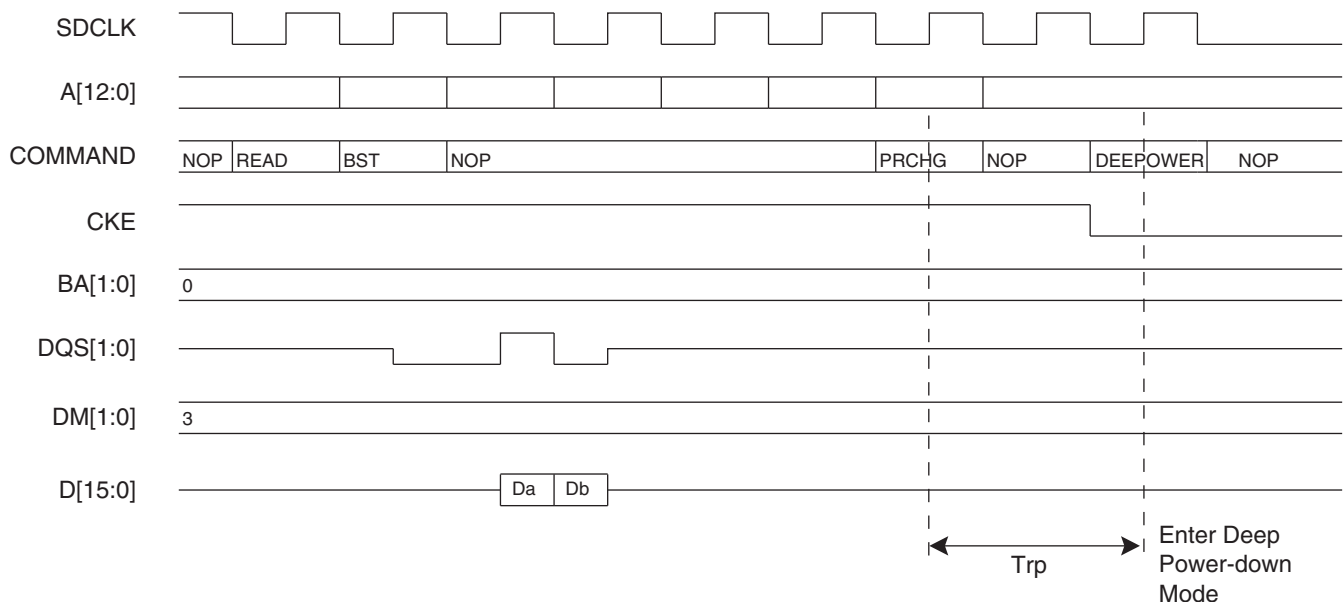 SDCLK
A[12:0]
COMMAND NOP READ BST NOP PRCHG NOP DEEPOWER NOP
CKE
BA[1:0] 0
DQS[1:0]
DM[1:0] 3
D[15:0] Da Db
Trp
Enter Deep
Power-down
Mode